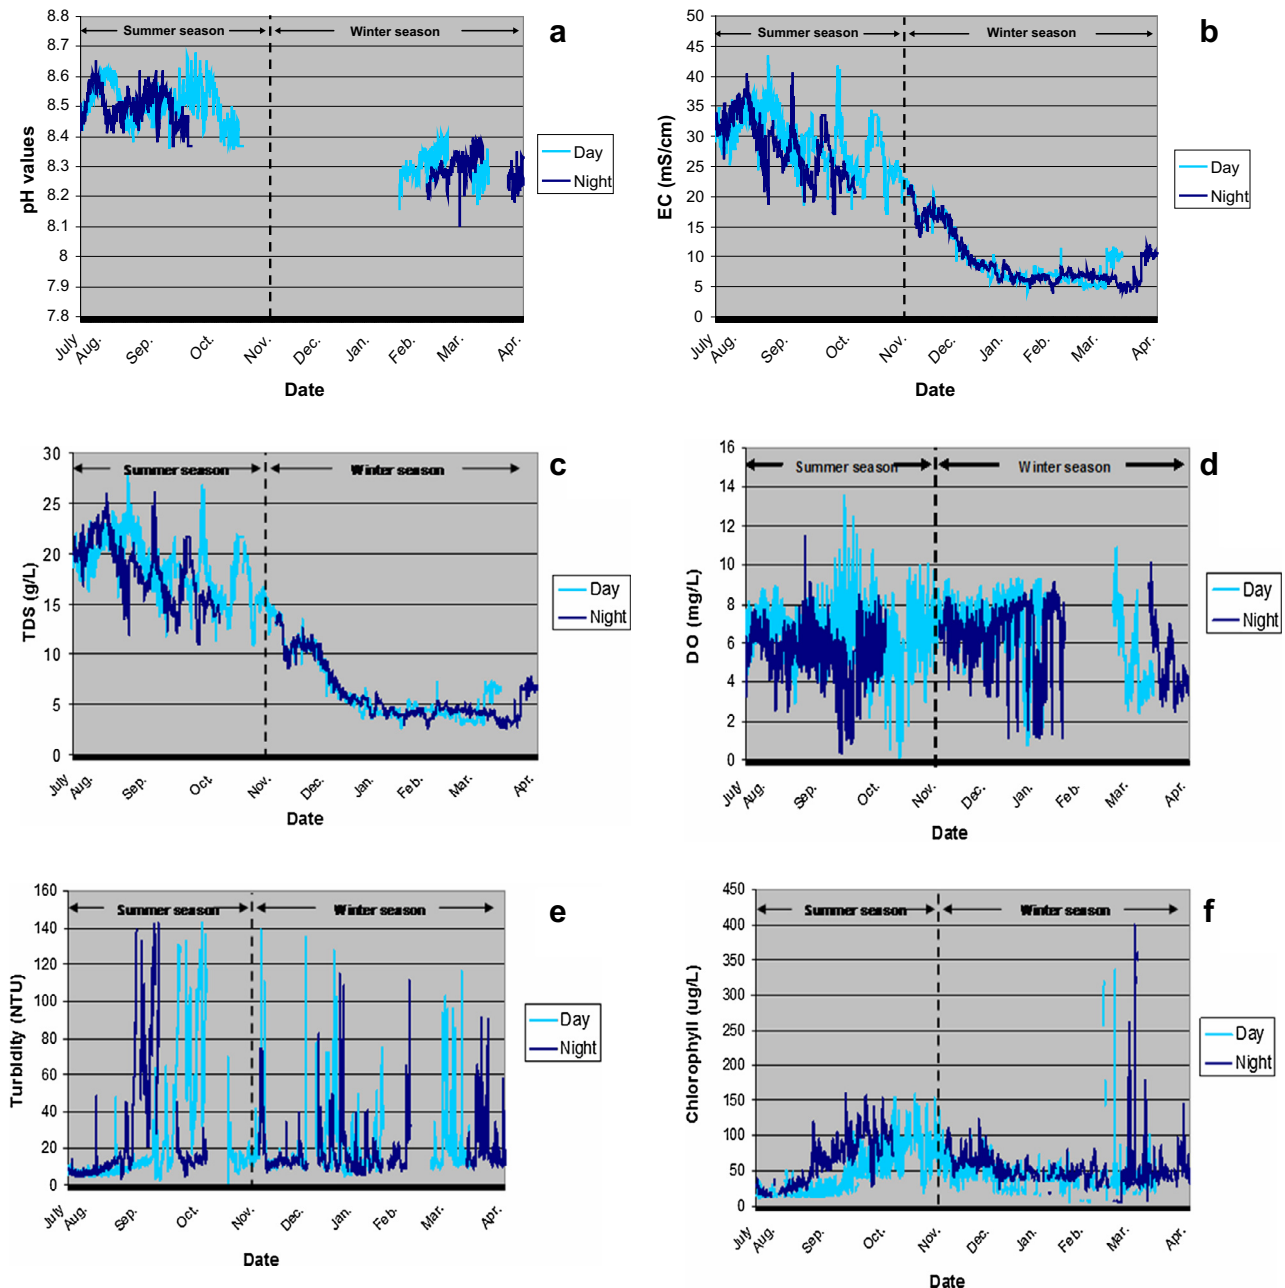 a
Summer season
Winter season
8.8
8.7
8.6
8.5
8.4
8.3
8.2
8.1
8
7.9
7.8
pH values
July
Aug.
Sep.
Oct.
Nov.
Dec.
Jan.
Feb.
Mar.
Apr.
Date
Day
Night
b
Summer season
Winter season
50
45
40
35
30
25
20
15
10
5
0
EC (mS/cm)
July
Aug.
Sep.
Oct.
Nov.
Dec.
Jan.
Feb.
Mar.
Apr.
Date
Day
Night
c
Summer season
Winter season
30
25
20
15
10
5
0
TDS (g/L)
July
Aug.
Sep.
Oct.
Nov.
Dec.
Jan.
Feb.
Mar.
Apr.
Date
Day
Night
d
Summer season
Winter season
16
14
12
10
8
6
4
2
0
DO (mg/L)
July
Aug.
Sep.
Oct.
Nov.
Dec.
Jan.
Feb.
Mar.
Apr.
Date
Day
Night
e
Summer season
Winter season
160
140
120
100
80
60
40
20
0
Turbidity (NTU)
July
Aug.
Sep.
Oct.
Nov.
Dec.
Jan.
Feb.
Mar.
Apr.
Date
Day
Night
f
Summer season
Winter season
450
400
350
300
250
200
150
100
50
0
Chlorophyll (ug/L)
July
Aug.
Sep.
Oct.
Nov.
Dec.
Jan.
Feb.
Mar.
Apr.
Date
Day
Night